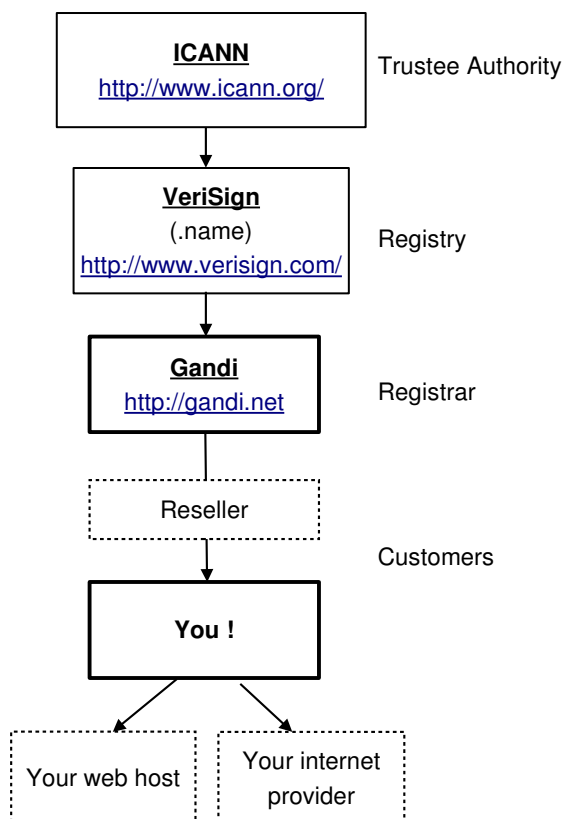 ICANN
http://www.icann.org/
Trustee Authority
VeriSign
(.name)
http://www.verisign.com/
Registry
Gandi
http://gandi.net
Registrar
Reseller
Customers
You !
Your web host
Your internet
provider